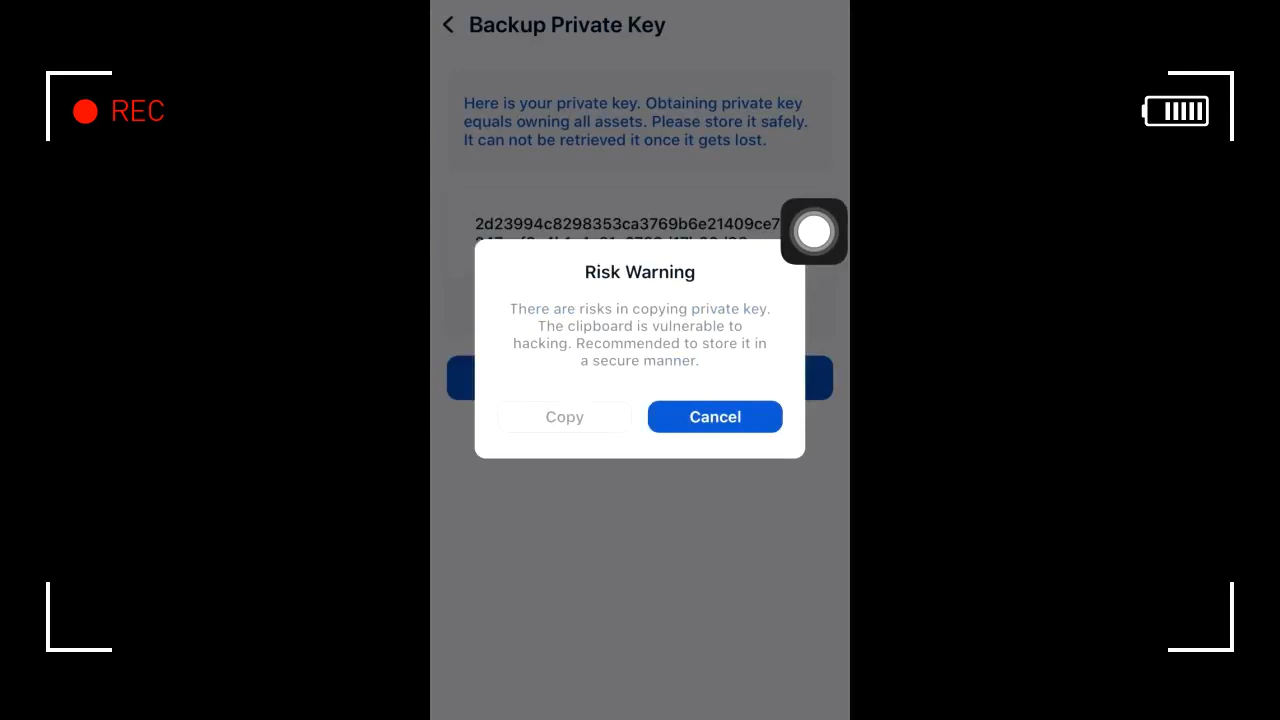 Backup Private Key
REC
Here is your private key. Obtaining private key
equals owning all assets. Please store it safely.
It can not be retrieved it once it gets lost.
2d23994c8298353ca3769b6e21409ce7
Risk Warning
There are risks in copying private key.
The clipboard is vulnerable to
hacking. Recommended to store it in
a secure manner.
Copy
Cancel